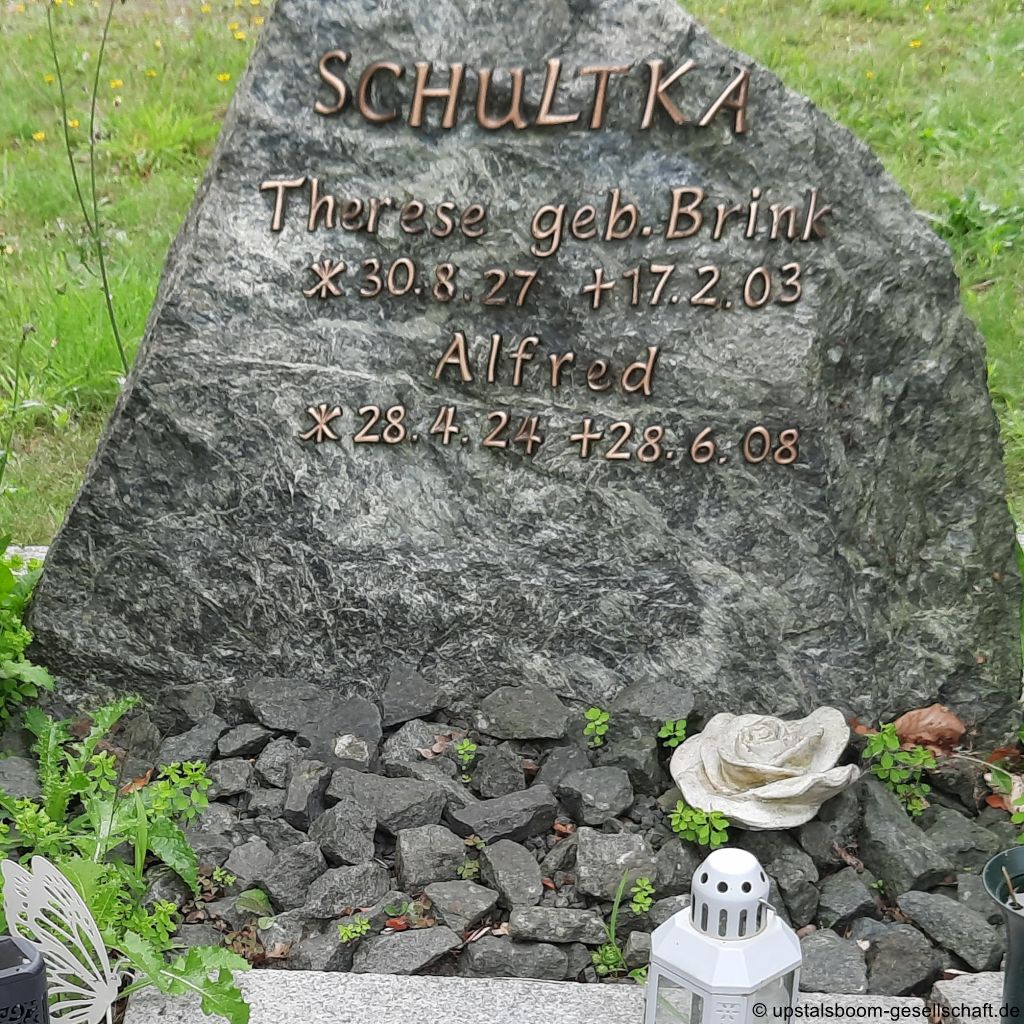 SCHULTKA
Therese geb. Brink
* 30.8.27 +17.2.03
Alfred
* 28.4.24 +28.6.08
© upstalsboom-gesellschaft.de